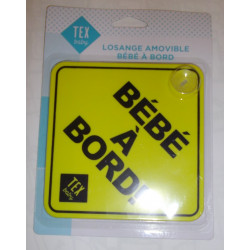 TEX
baby
LOSANGE AMOVIBLE
BÉBÉ À BORD
BÉBÉ
À
BORD!
TEX
baby